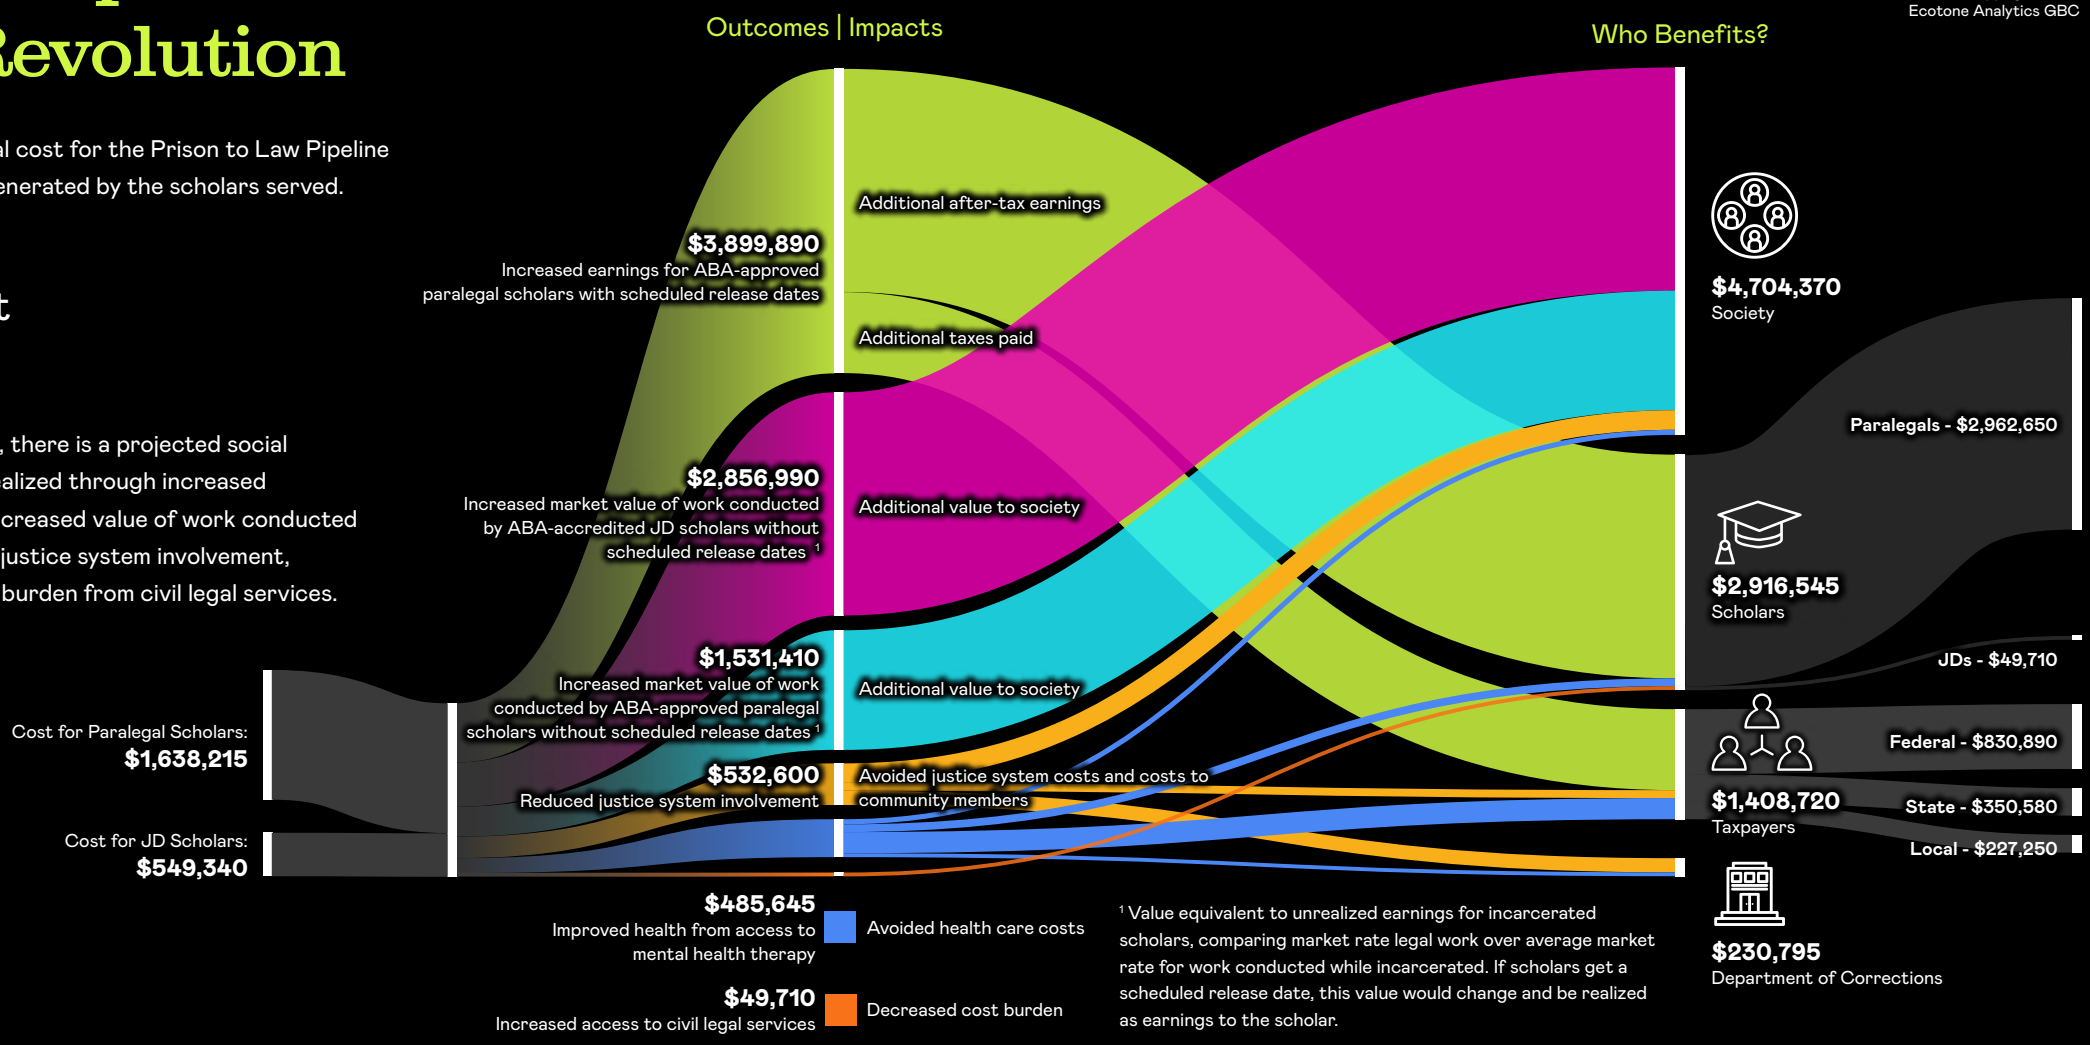 Revolution
al cost for the Prison to Law Pipeline
enerated by the scholars served.
t
, there is a projected social
ealized through increased
creased value of work conducted
justice system involvement,
burden from civil legal services.
Cost for Paralegal Scholars:
$1,638,215
Cost for JD Scholars:
$549,340
Outcomes | Impacts
$3,899,890
Increased earnings for ABA-approved
paralegal scholars with scheduled release dates
$2,856,990
Increased market value of work conducted
by ABA-accredited JD scholars without
scheduled release dates ¹
$1,531,410
Increased market value of work
conducted by ABA-approved paralegal
scholars without scheduled release dates ¹
$532,600
Reduced justice system involvement
$485,645
Improved health from access to
mental health therapy
$49,710
Increased access to civil legal services
Additional after-tax earnings
Additional taxes paid
Additional value to society
Additional value to society
Avoided justice system costs and costs to
community members
Avoided health care costs
Decreased cost burden
¹ Value equivalent to unrealized earnings for incarcerated
scholars, comparing market rate legal work over average market
rate for work conducted while incarcerated. If scholars get a
scheduled release date, this value would change and be realized
as earnings to the scholar.
Who Benefits?
Ecotone Analytics GBC
$4,704,370
Society
$2,916,545
Scholars
$1,408,720
Taxpayers
$230,795
Department of Corrections
Paralegals - $2,962,650
JDs - $49,710
Federal - $830,890
State - $350,580
Local - $227,250